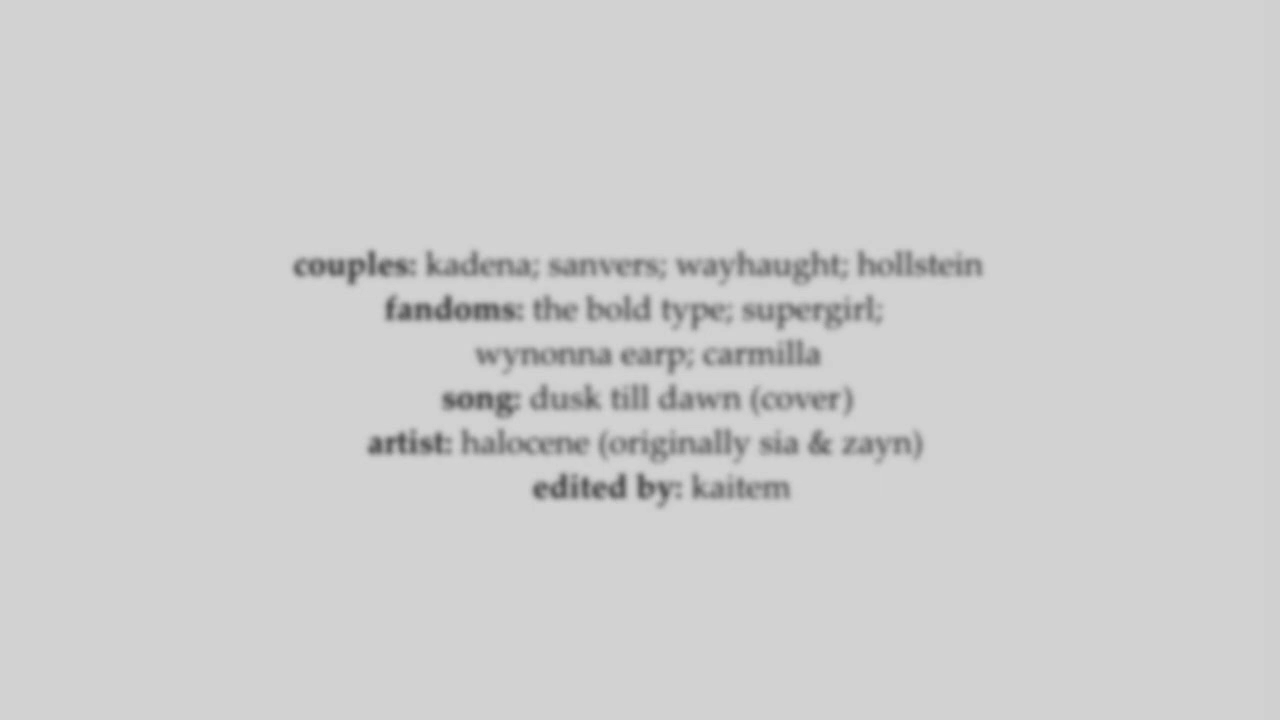 couples: kadena; sanvers; wayhaught; hollstein
fandoms: the bold type; supergirl;
wynonna earp; carmilla
song: dusk till dawn (cover)
artist: halocene (originally sia & zayn)
edited by: kaitem